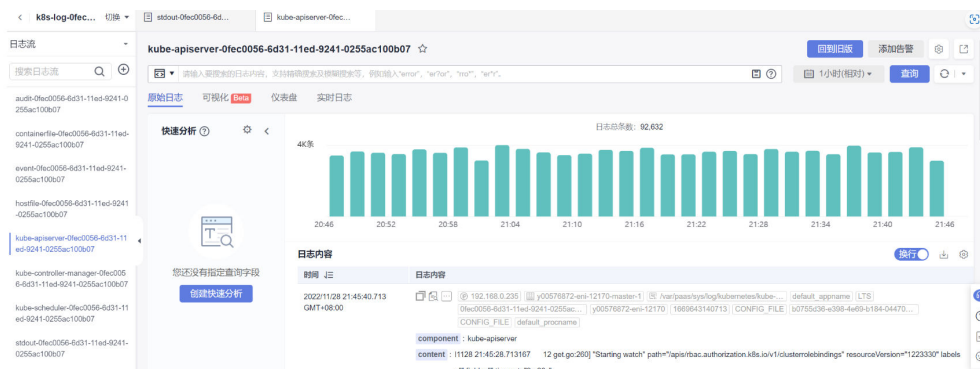 k8s-log-0fec... 切换
stdout-0fec0056-6d...
kube-apiserver-0fec...
日志流
搜索日志流
audit-0fec0056-6d31-11ed-9241-0
255ac100b07
containerfile-0fec0056-6d31-11ed-
9241-0255ac100b07
event-0fec0056-6d31-11ed-9241-
0255ac100b07
hostfile-0fec0056-6d31-11ed-9241
-0255ac100b07
kube-apiserver-0fec0056-6d31-11
ed-9241-0255ac100b07
kube-controller-manager-0fec005
6-6d31-11ed-9241-0255ac100b07
kube-scheduler-0fec0056-6d31-11
ed-9241-0255ac100b07
stdout-0fec0056-6d31-11ed-9241-
0255ac100b07
kube-apiserver-0fec0056-6d31-11ed-9241-0255ac100b07
回到旧版 添加告警
请输入要搜索的日志内容，支持精确搜索及模糊搜索等，例如输入"error", "er?or", "rro*", "er*r"。
1小时(相对) 查询
原始日志 可视化 Beta 仪表盘 实时日志
快速分析
您还没有指定查询字段
创建快速分析
日志总条数：92,632
4K条
20:46 20:52 20:58 21:04 21:10 21:16 21:22 21:28 21:34 21:40 21:46
日志内容
换行
时间 日志内容
2022/11/28 21:45:40.713
GMT+08:00
192.168.0.235 y00576872-eni-12170-master-1 /var/paas/sys/log/kubernetes/kube-... default_appname LTS
0fec0056-6d31-11ed-9241-0255ac... y00576872-eni-12170 1669643140713 CONFIG_FILE b0755d36-e398-4e69-b184-04470...
CONFIG_FILE default_procname
component : kube-apiserver
content : I1128 21:45:28.713167 12 get.go:260] "Starting watch" path="/apis/rbac.authorization.k8s.io/v1/clusterrolebindings" resourceVersion="1223330" labels